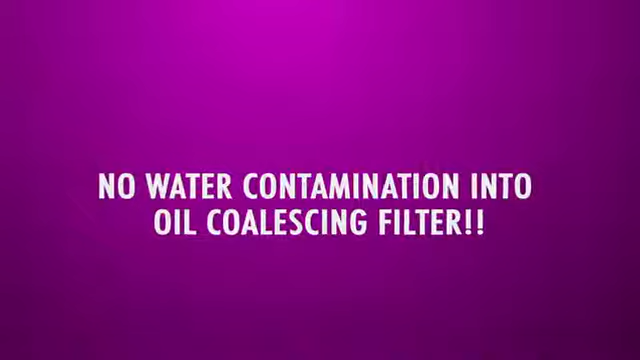 NO WATER CONTAMINATION INTO
OIL COALESCING FILTER!!